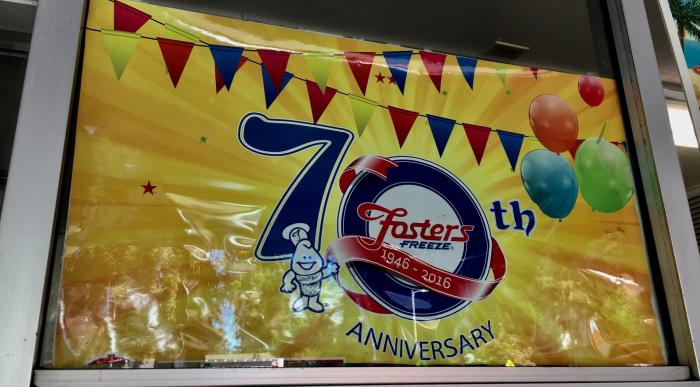 70th
Fosters
FREEZE®
1946 - 2016
ANNIVERSARY